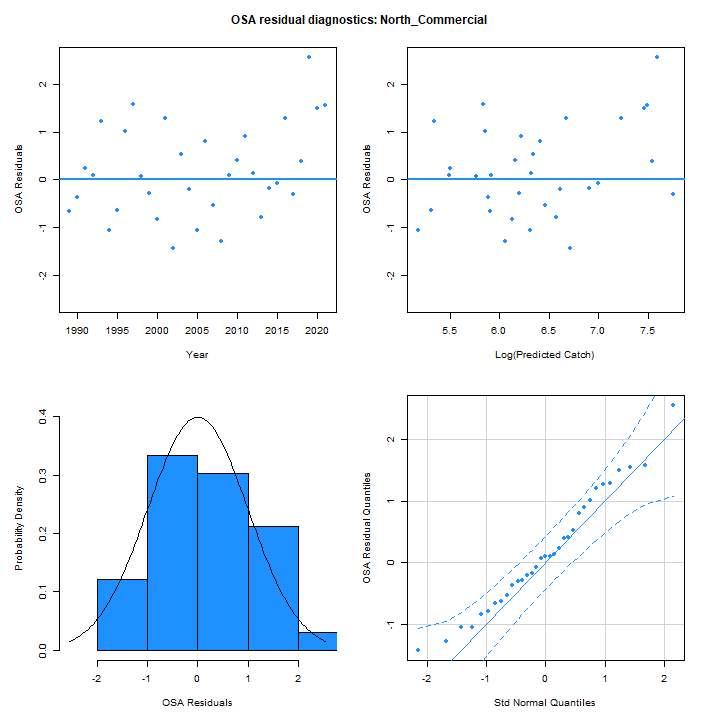 OSA residual diagnostics: North_Commercial
OSA Residuals
2
1
0
-1
-2
1990 1995 2000 2005 2010 2015 2020
Year
OSA Residuals
2
1
0
-1
-2
5.5 6.0 6.5 7.0 7.5
Log(Predicted Catch)
Probability Density
0.4
0.3
0.2
0.1
0.0
-2 -1 0 1 2
OSA Residuals
OSA Residual Quantiles
2
1
0
-1
-2 -1 0 1 2
Std Normal Quantiles